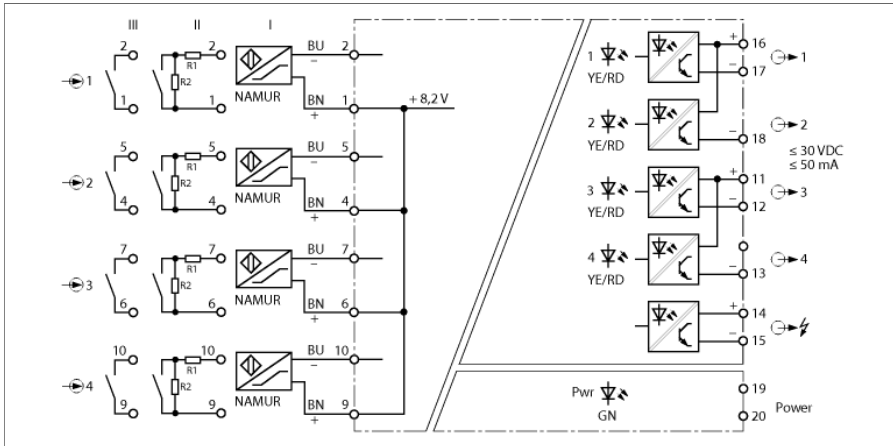 III II I
2 2 BU 2
R1 −
R2
1
1 1 NAMUR BN 1 + 8,2 V
+
5 5 BU 5
R1 −
R2
2
4 4 NAMUR BN 4
+
7 7 BU 7
R1 −
R2
3
6 6 NAMUR BN 6
+
10 10 BU 10
R1 −
R2
4
9 9 NAMUR BN 9
+
+ 16
1 1
YE/RD − 17
2 2
YE/RD − 18
≤ 30 VDC
≤ 50 mA
+ 11
3 3
YE/RD − 12
4 4
YE/RD − 13
+ 14
− 15
Pwr 19
GN Power
20